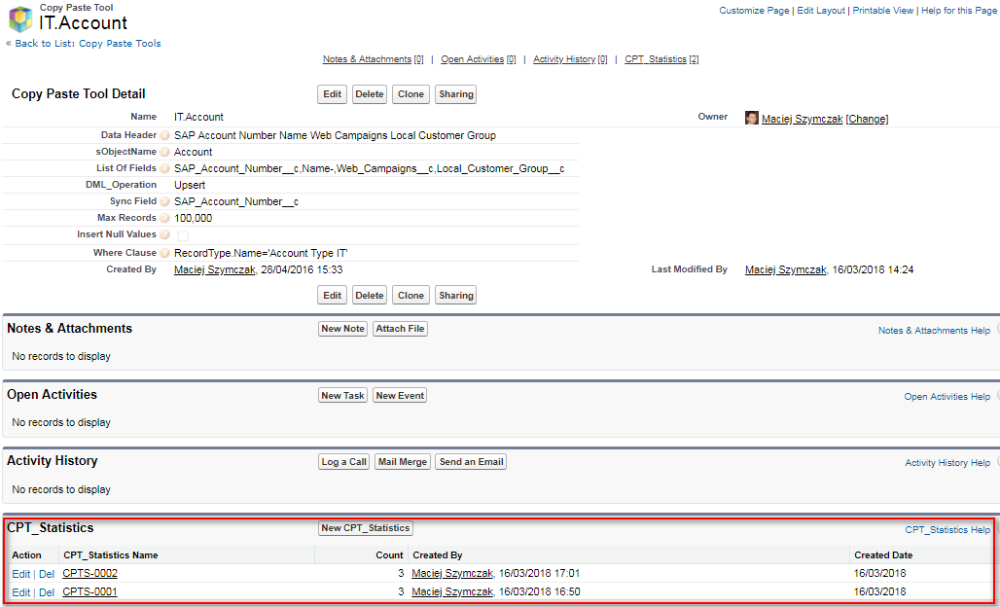 Copy Paste Tool
IT.Account
Customize Page | Edit Layout | Printable View | Help for this Page
« Back to List: Copy Paste Tools
Notes & Attachments [0] | Open Activities [0] | Activity History [0] | CPT_Statistics [2]
Copy Paste Tool Detail Edit Delete Clone Sharing
Name IT.Account Owner Maciej Szymczak [Change]
Data Header SAP Account Number Name Web Campaigns Local Customer Group
sObjectName Account
List Of Fields SAP_Account_Number__c,Name-,Web_Campaigns__c,Local_Customer_Group__c
DML_Operation Upsert
Sync Field SAP_Account_Number__c
Max Records 100,000
Insert Null Values
Where Clause RecordType.Name='Account Type IT'
Created By Maciej Szymczak, 28/04/2016 15:33 Last Modified By Maciej Szymczak, 16/03/2018 14:24
Edit Delete Clone Sharing
Notes & Attachments New Note Attach File Notes & Attachments Help
No records to display
Open Activities New Task New Event Open Activities Help
No records to display
Activity History Log a Call Mail Merge Send an Email Activity History Help
No records to display
CPT_Statistics New CPT_Statistics CPT_Statistics Help
Action CPT_Statistics Name Count Created By Created Date
Edit | Del CPTS-0002 3 Maciej Szymczak, 16/03/2018 17:01 16/03/2018
Edit | Del CPTS-0001 3 Maciej Szymczak, 16/03/2018 16:50 16/03/2018